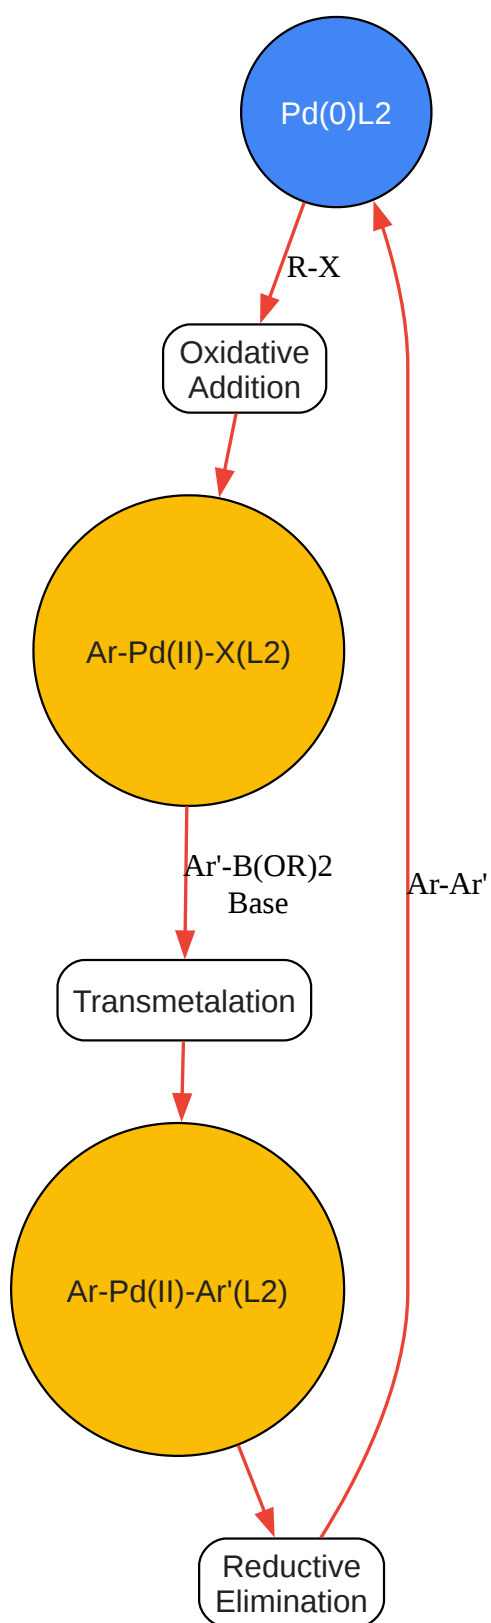 Pd(0)L2
R-X
Oxidative
Addition
Ar-Pd(II)-X(L2)
Ar'-B(OR)2
Base
Ar-Ar'
Transmetalation
Ar-Pd(II)-Ar'(L2)
Reductive
Elimination